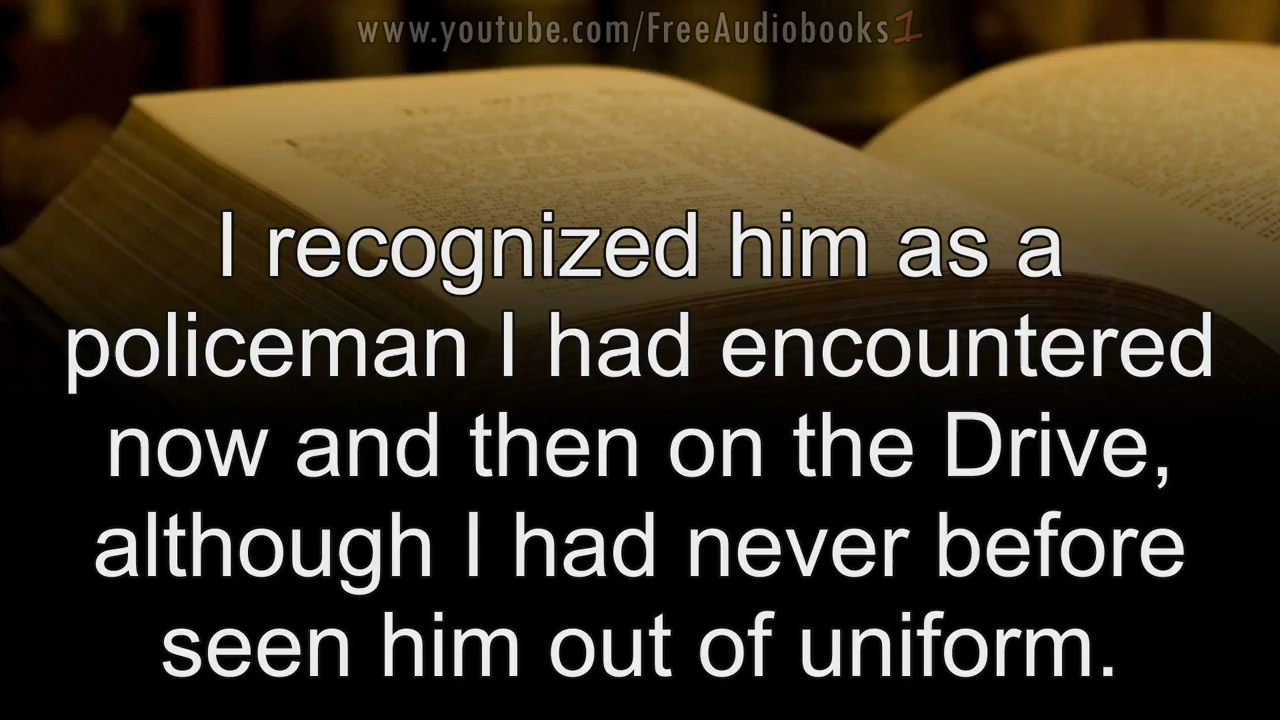 www.youtube.com/FreeAudiobooks1
I recognized him as a
policeman I had encountered
now and then on the Drive,
although I had never before
seen him out of uniform.